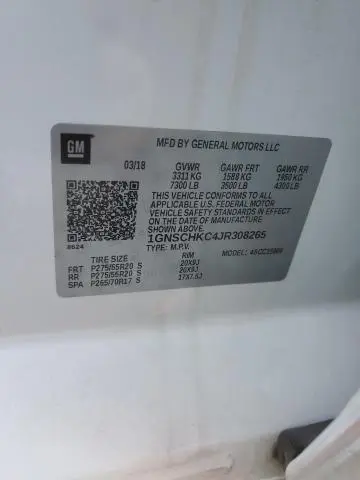 GM
MFD BY GENERAL MOTORS LLC
03/18 GVWR GAWR FRT GAWR RR
3311 KG 1588 KG 1950 KG
7300 LB 3500 LB 4300 LB
THIS VEHICLE CONFORMS TO ALL APPLICABLE
U.S. FEDERAL MOTOR VEHICLE
SAFETY STANDARDS IN EFFECT ON THE
DATE OF MANUFACTURE
SHOWN ABOVE.
1GNSCHKC4JR308265
8624 TYPE: M.P.V. MODEL:
TIRE SIZE RIM
FRT P275/55R20 S 20X9J
RR P275/55R20 S 20X9J
SPA P265/70R17 S 17X7.5J